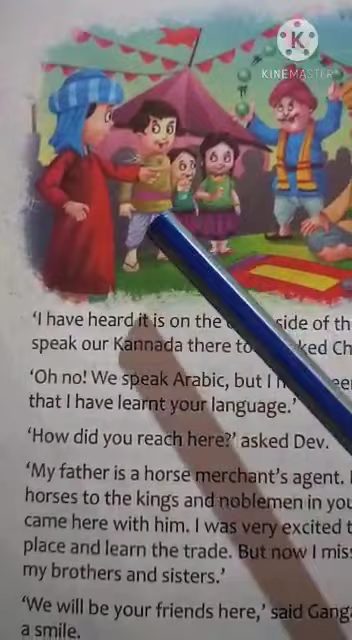 K
KINEMASTER
'I have heard it is on the side of th
speak our Kannada there to ked Ch
'Oh no! We speak Arabic, but I h een
that I have learnt your language.'
'How did you reach here?' asked Dev.
'My father is a horse merchant's agent.
horses to the kings and noblemen in you
came here with him. I was very excited t
place and learn the trade. But now I miss
my brothers and sisters.'
'We will be your friends here,' said Ganga
a smile.